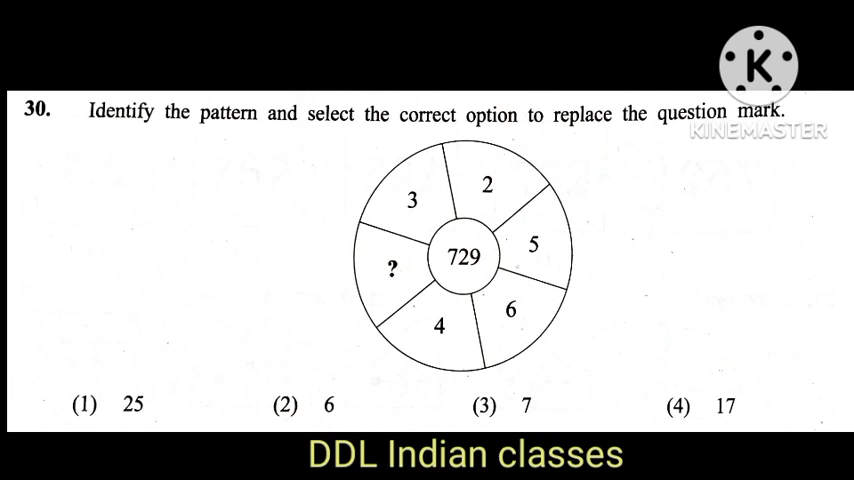 K
KINEMASTER
30. Identify the pattern and select the correct option to replace the question mark.
3 2
? 729 5
4 6
(1) 25 (2) 6 (3) 7 (4) 17
DDL Indian classes